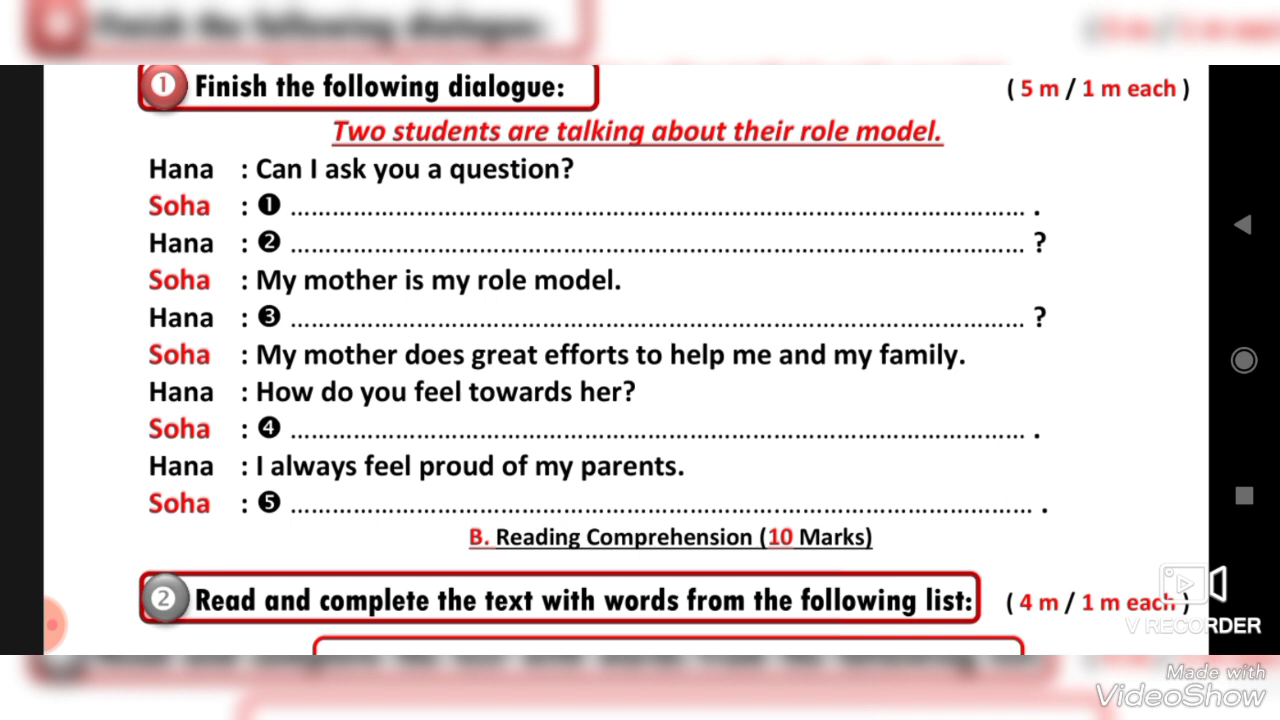 ❶ Finish the following dialogue: ( 5 m / 1 m each )
Two students are talking about their role model.
Hana : Can I ask you a question?
Soha : ❶ .................................................................................................... .
Hana : ❷ .................................................................................................... ?
Soha : My mother is my role model.
Hana : ❸ .................................................................................................... ?
Soha : My mother does great efforts to help me and my family.
Hana : How do you feel towards her?
Soha : ❹ .................................................................................................... .
Hana : I always feel proud of my parents.
Soha : ❺ .................................................................................................... .
B. Reading Comprehension (10 Marks)
❷ Read and complete the text with words from the following list: ( 4 m / 1 m each )
V RECORDER
Made with
VideoShow